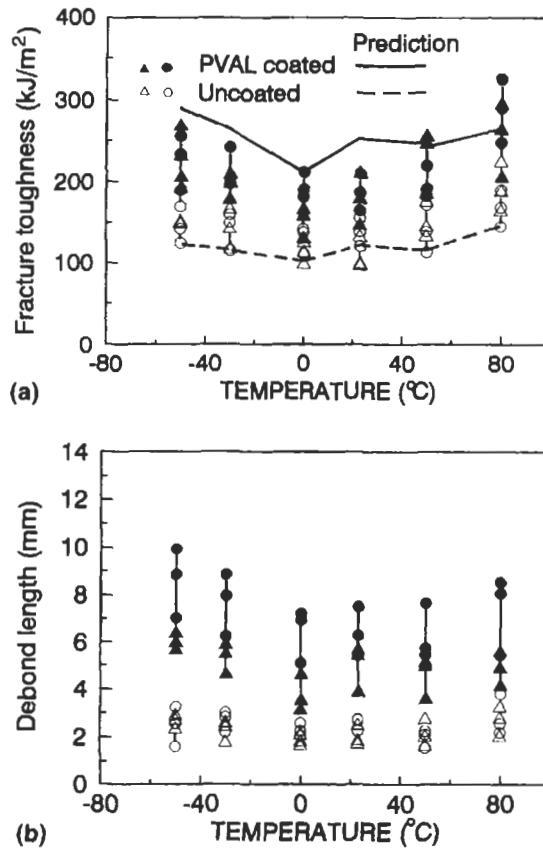 Fracture toughness (kJ/m²)
400
300
200
100
0
PVAL coated
Uncoated
Prediction
-80
-40
0
40
80
TEMPERATURE (°C)
(a)
Debond length (mm)
14
12
10
8
6
4
2
0
-80
-40
0
40
80
TEMPERATURE (°C)
(b)